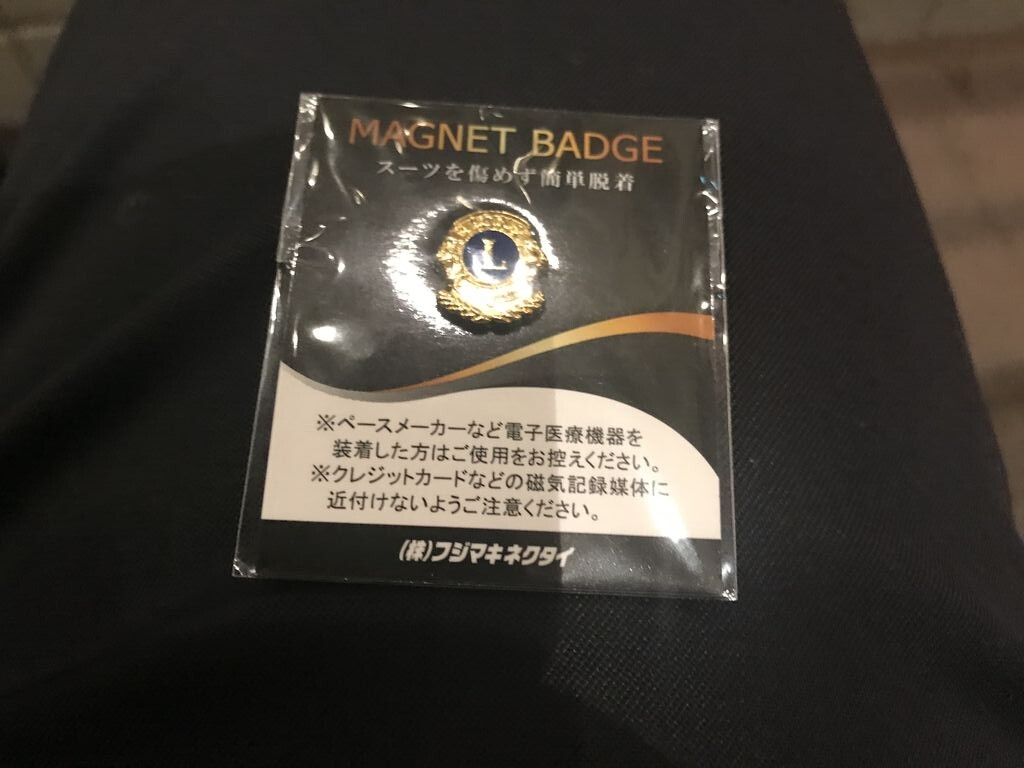 MAGNET BADGE
スーツを傷めず簡単脱着
L
※ペースメーカーなど電子医療機器を
装着した方はご使用をお控えください。
※クレジットカードなどの磁気記録媒体に
近付けないようご注意ください。
(株)フジマキネクタイ